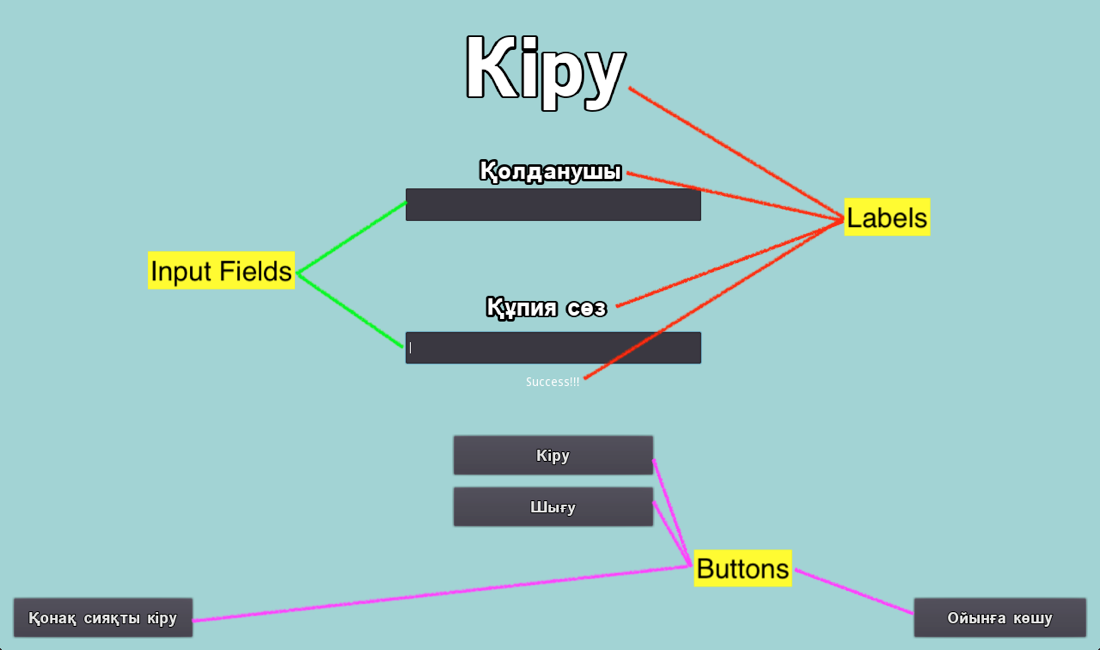 Кіру
Қолданушы
Labels
Input Fields
Құпия сөз
Success!!!
Кіру
Шығу
Buttons
Қонақ сияқты кіру
Ойынға көшу